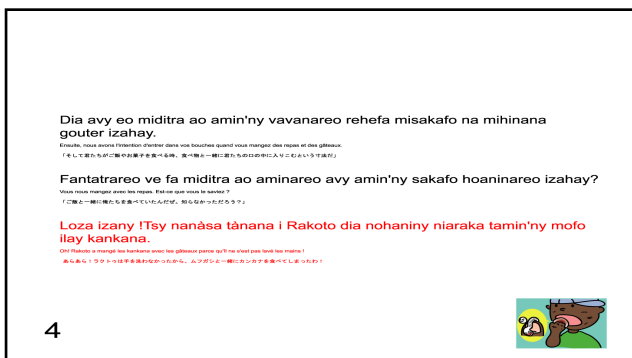 Dia avy eo miditra ao amin'ny vavanareo rehefa misakafo na mihinana
gouter izahay.
Ensuite, nous avons l'intention d'entrer dans vos bouches quand vous mangez des repas et des gâteaux.
「そして君たちがご飯やお菓子を食べる時、食べ物と一緒に君たちの口の中に入りこむという寸法だ」
Fantatrareo ve fa miditra ao aminareo avy amin'ny sakafo hoaninareo izahay?
Vous nous mangez avec les repas. Est-ce que vous le saviez ?
「ご飯と一緒に俺たちを食べていたんだぜ。知らなかっただろう？」
Loza izany !Tsy nanàsa tànana i Rakoto dia nohaniny niaraka tamin'ny mofo
ilay kankana.
Oh! Rakoto a mangé les kankana avec les gâteaux parce qu'il ne s'est pas lavé les mains !
あらあら！ラクトゥは手を洗わなかったから、ムフガシと一緒にカンカナを食べてしまったわ！
4